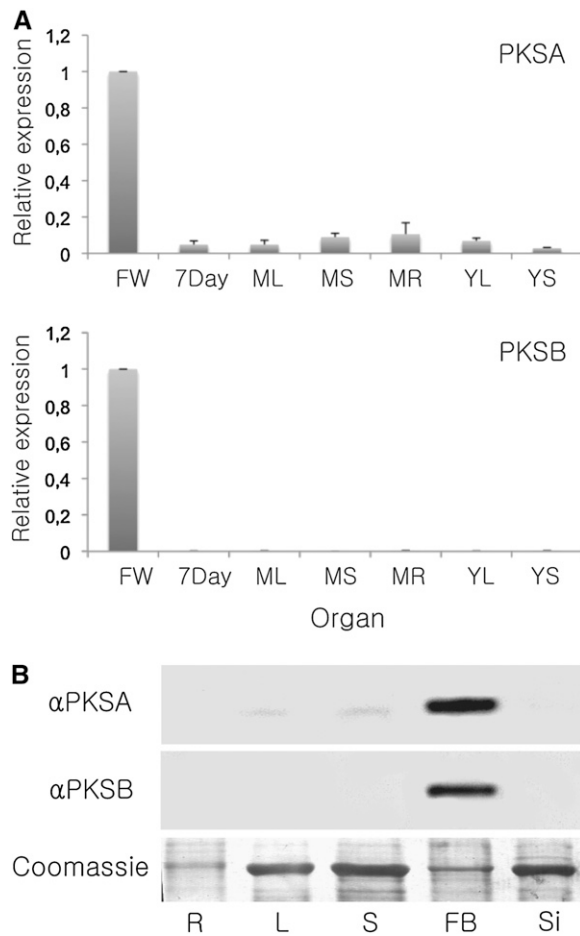 A
PKSA
Relative expression
1,2
1
0,8
0,6
0,4
0,2
0
FW 7Day ML MS MR YL YS
PKSB
Relative expression
1,2
1
0,8
0,6
0,4
0,2
0
FW 7Day ML MS MR YL YS
Organ
B
αPKSA
αPKSB
Coomassie
R L S FB Si